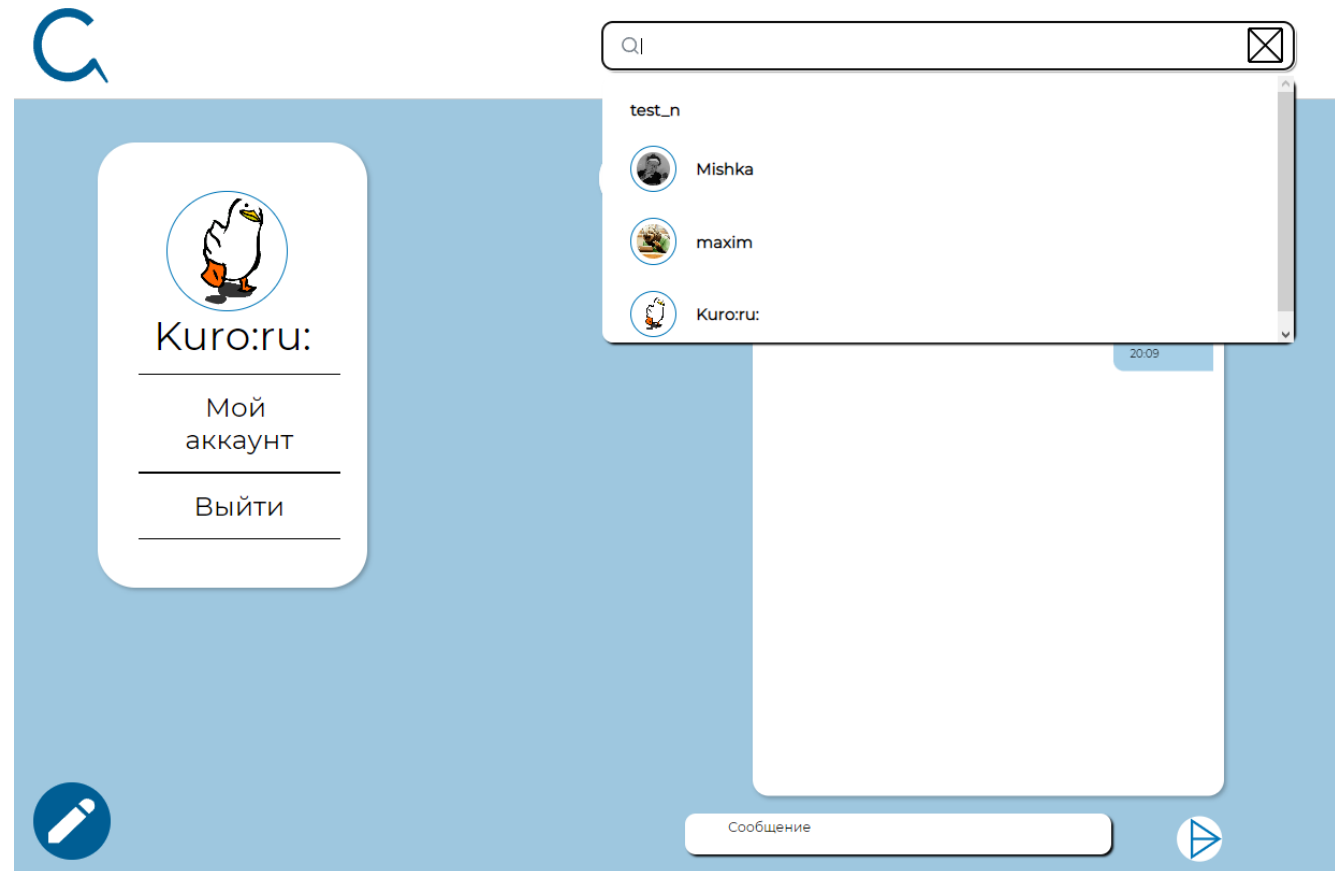 test_n
Mishka
maxim
Kuro:ru:
Kuro:ru:
Мой
аккаунт
Выйти
20:09
Сообщение